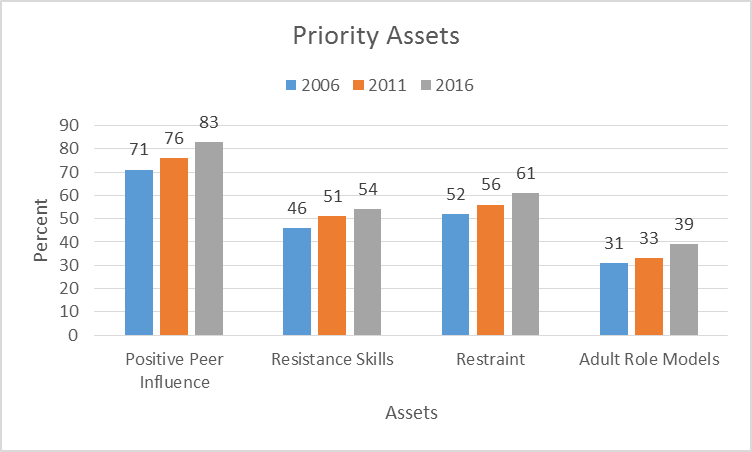 Priority Assets
2006 2011 2016
90
80
70
60
50
40
30
20
10
0
Percent
71 76 83
46 51 54
52 56 61
31 33 39
Positive Peer
Influence
Resistance Skills
Restraint
Adult Role Models
Assets